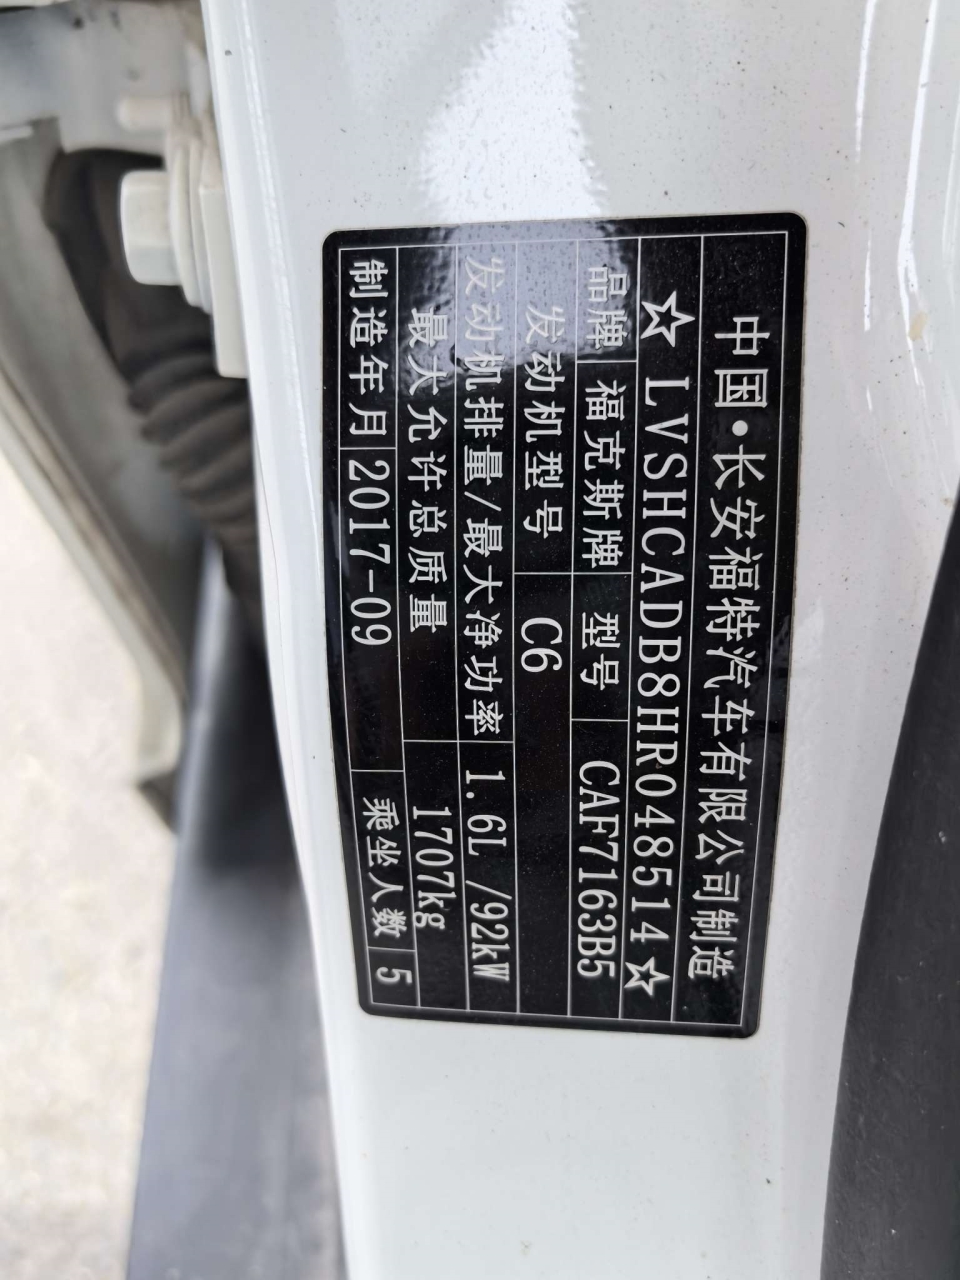 中国·长安福特汽车有限公司制造
☆LVSHCADB8HR048514☆
品牌 福克斯牌 型号 CAF7163B5
发动机型号 C6
发动机排量/最大净功率 1.6L /92kW
最大允许总质量 1707kg
制造年月 2017-09 乘坐人数 5